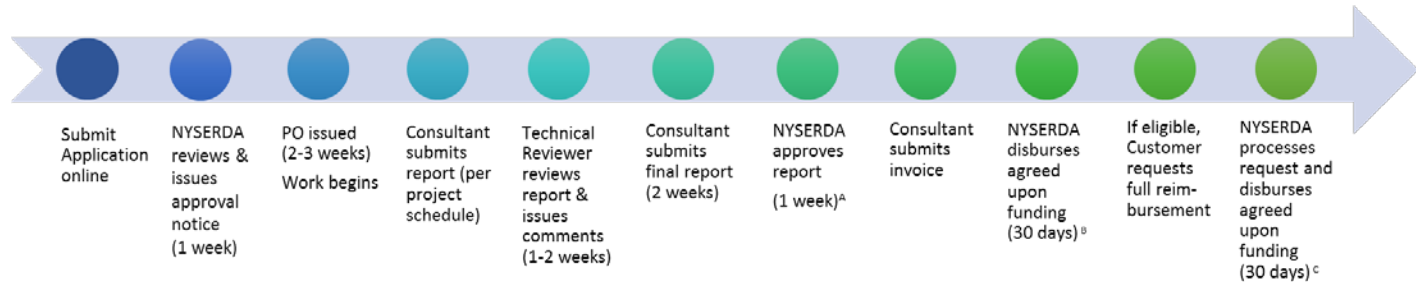 Submit
Application
online
NYSERDA
reviews &
issues
approval
notice
(1 week)
PO issued
(2-3 weeks)
Work begins
Consultant
submits
report (per
project
schedule)
Technical
Reviewer
reviews
report &
issues
comments
(1-2 weeks)
Consultant
submits
final report
(2 weeks)
NYSERDA
approves
report
(1 week)A
Consultant
submits
invoice
NYSERDA
disburses
agreed
upon
funding
(30 days) B
If eligible,
Customer
requests
full reim-
bursement
NYSERDA
processes
request and
disburses
agreed
upon
funding
(30 days) C